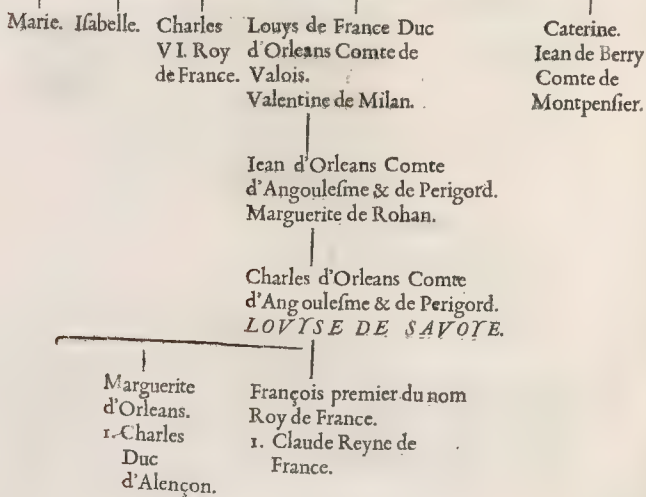 Marie. Iſabelle. Charles
VI. Roy
de France.
Louys de France Duc
d'Orleans Comte de
Valois.
Valentine de Milan.
Caterine.
Iean de Berry
Comte de
Montpenſier.
Iean d'Orleans Comte
d'Angouleſme & de Perigord.
Marguerite de Rohan.
Charles d'Orleans Comte
d'Angouleſme & de Perigord.
LOVYSE DE SAVOYE.
Marguerite
d'Orleans.
1. Charles
Duc
d'Alençon.
François premier du nom
Roy de France.
1. Claude Reyne de
France.